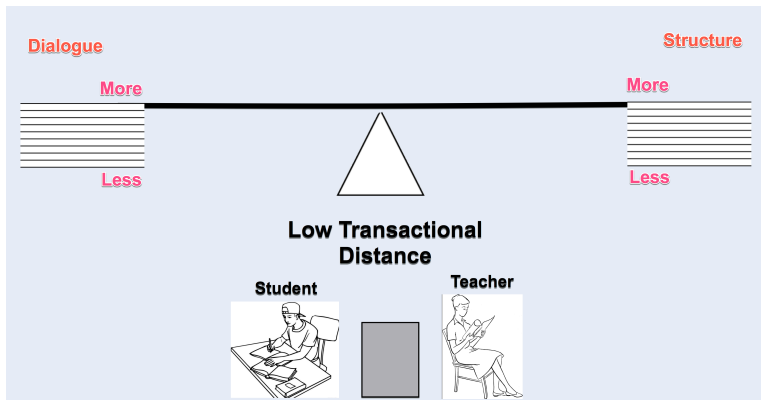 Dialogue
Structure
More
More
Less
Less
Low Transactional
Distance
Student
Teacher